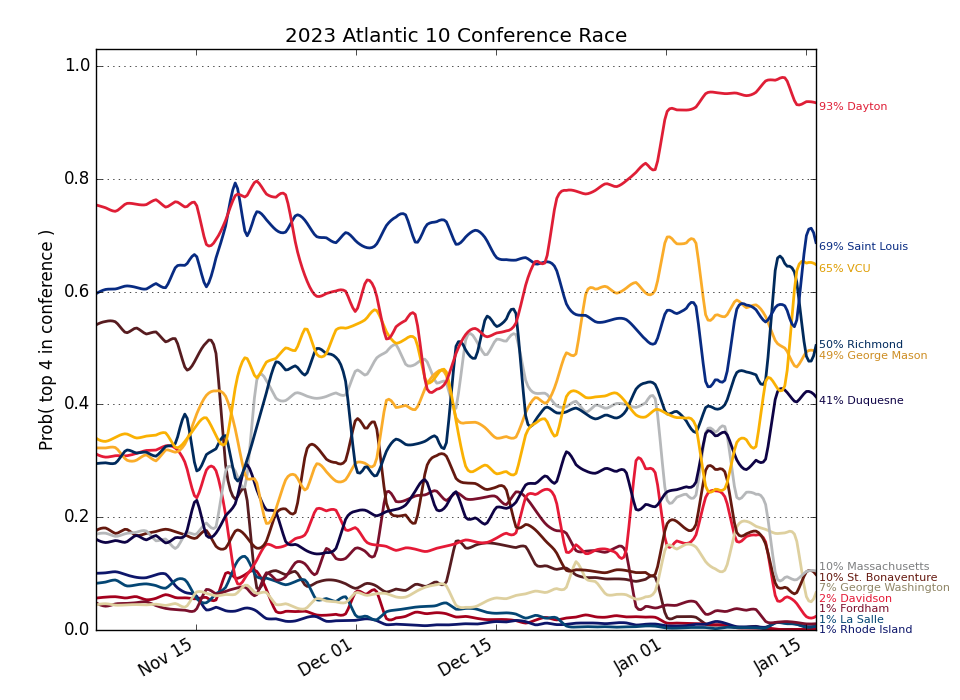 2023 Atlantic 10 Conference Race
Prob( top 4 in conference )
1.0
0.8
0.6
0.4
0.2
0.0
Nov 15
Dec 01
Dec 15
Jan 01
Jan 15
93% Dayton
69% Saint Louis
65% VCU
50% Richmond
49% George Mason
41% Duquesne
10% Massachusetts
10% St. Bonaventure
7% George Washington
2% Davidson
1% Fordham
1% La Salle
1% Rhode Island